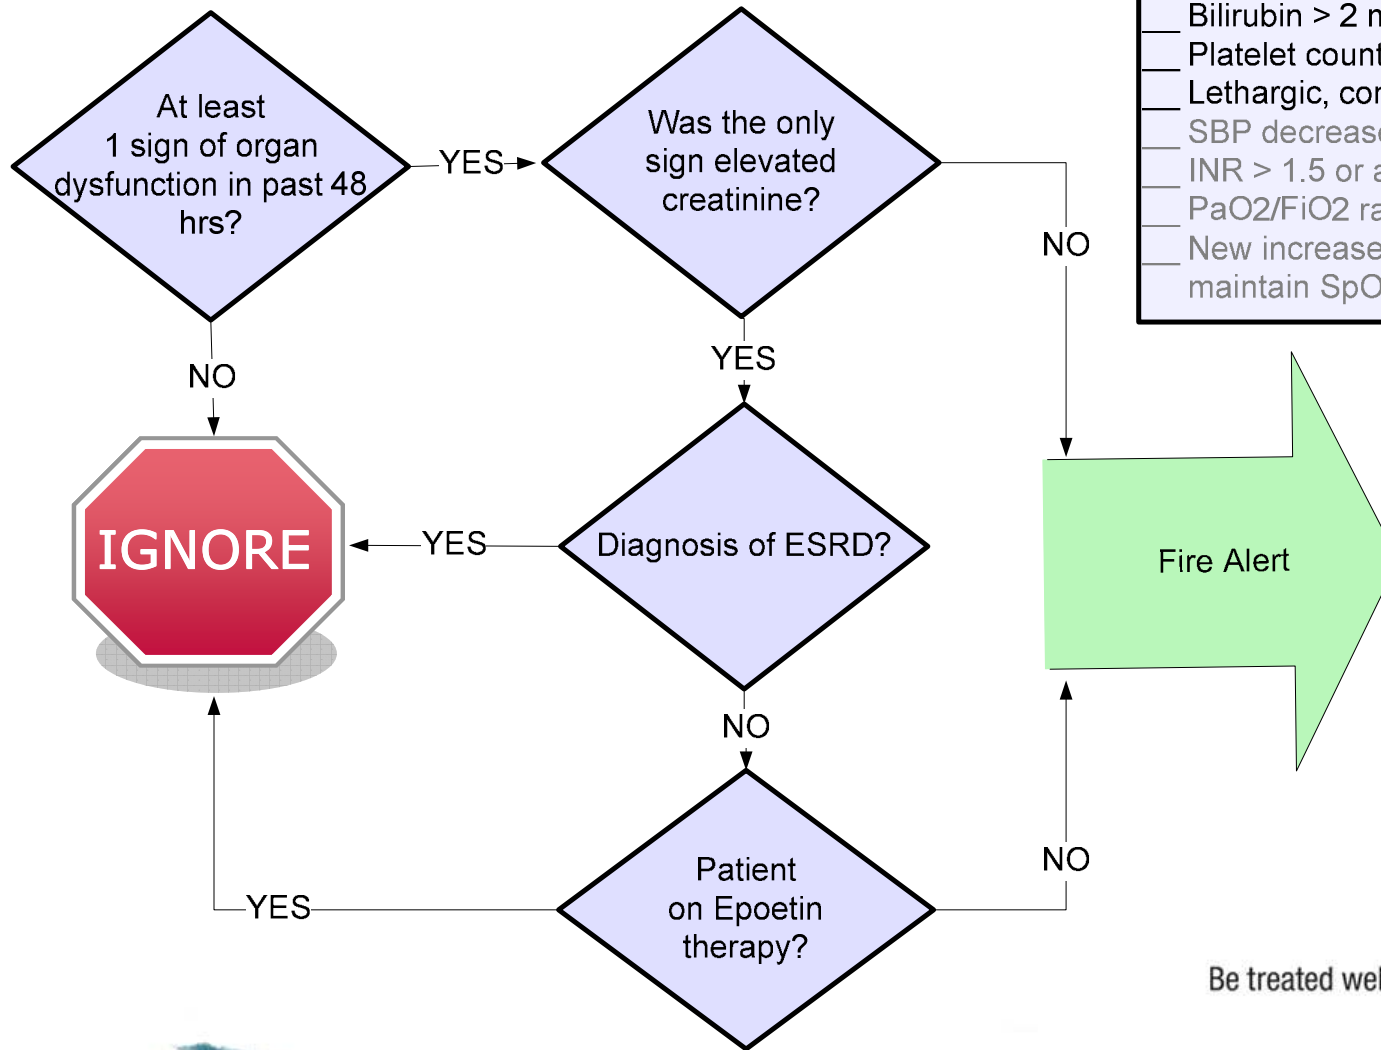 At least
1 sign of organ
dysfunction in past 48
hrs?
YES
Was the only
sign elevated
creatinine?
NO
Bilirubin > 2
Platelet count
Lethargic,
SBP decrease
INR > 1.5 or
PaO2/FiO2
New increase
maintain
NO
YES
IGNORE
YES
Diagnosis of ESRD?
Fire Alert
NO
YES
Patient
on Epoetin
therapy?
NO
Be treated